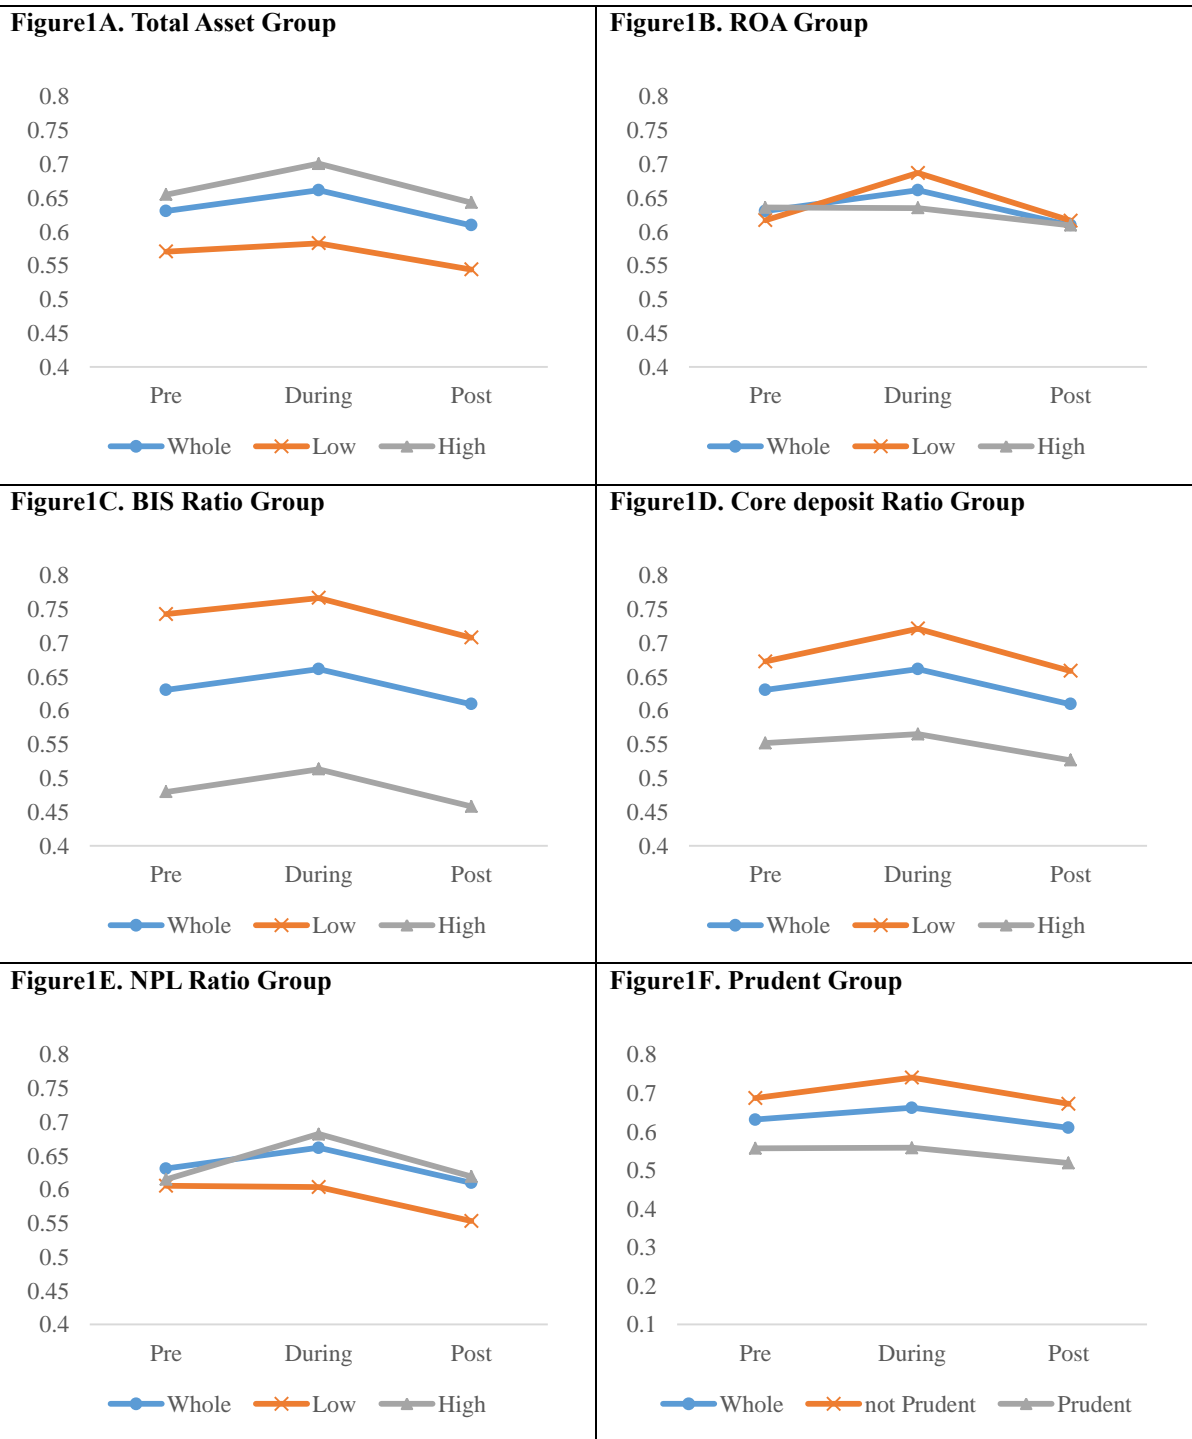 Figure1A. Total Asset Group
0.8
0.75
0.7
0.65
0.6
0.55
0.5
0.45
0.4
Pre During Post
Whole Low High
Figure1B. ROA Group
0.8
0.75
0.7
0.65
0.6
0.55
0.5
0.45
0.4
Pre During Post
Whole Low High
Figure1C. BIS Ratio Group
0.8
0.75
0.7
0.65
0.6
0.55
0.5
0.45
0.4
Pre During Post
Whole Low High
Figure1D. Core deposit Ratio Group
0.8
0.75
0.7
0.65
0.6
0.55
0.5
0.45
0.4
Pre During Post
Whole Low High
Figure1E. NPL Ratio Group
0.8
0.75
0.7
0.65
0.6
0.55
0.5
0.45
0.4
Pre During Post
Whole Low High
Figure1F. Prudent Group
0.8
0.7
0.6
0.5
0.4
0.3
0.2
0.1
Pre During Post
Whole not Prudent Prudent